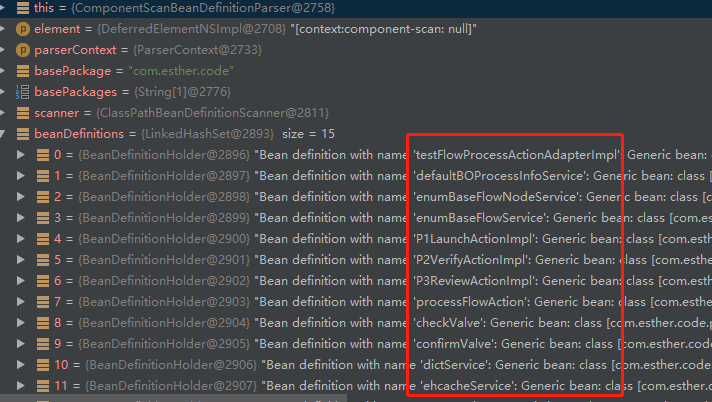 this = {ComponentScanBeanDefinitionParser@2758}
element = {DeferredElementNSImpl@2708} "[context:component-scan: null]"
parserContext = {ParserContext@2733}
basePackage = "com.esther.code"
basePackages = {String[1]@2776}
scanner = {ClassPathBeanDefinitionScanner@2811}
beanDefinitions = {LinkedHashSet@2893} size = 15
0 = {BeanDefinitionHolder@2896} "Bean definition with name 'testFlowProcessActionAdapterImpl': Generic bean:
1 = {BeanDefinitionHolder@2897} "Bean definition with name 'defaultBOProcessInfoService': Generic bean: class [c
2 = {BeanDefinitionHolder@2898} "Bean definition with name 'enumBaseFlowNodeService': Generic bean: class [co
3 = {BeanDefinitionHolder@2899} "Bean definition with name 'enumBaseFlowService': Generic bean: class [com.es
4 = {BeanDefinitionHolder@2900} "Bean definition with name 'P1LaunchActionImpl': Generic bean: class [com.esth
5 = {BeanDefinitionHolder@2901} "Bean definition with name 'P2VerifyActionImpl': Generic bean: class [com.esthe
6 = {BeanDefinitionHolder@2902} "Bean definition with name 'P3ReviewActionImpl': Generic bean: class [com.esth
7 = {BeanDefinitionHolder@2903} "Bean definition with name 'processFlowAction': Generic bean: class [com.esther
8 = {BeanDefinitionHolder@2904} "Bean definition with name 'checkValve': Generic bean: class [com.esther.code.p
9 = {BeanDefinitionHolder@2905} "Bean definition with name 'confirmValve': Generic bean: class [com.esther.code
10 = {BeanDefinitionHolder@2906} "Bean definition with name 'dictService': Generic bean: class [com.esther.code.
11 = {BeanDefinitionHolder@2907} "Bean definition with name 'ehcacheService': Generic bean: class [com.esther.co